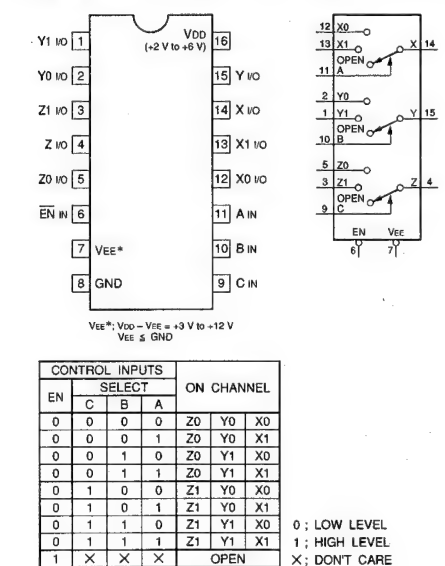 Y1 I/O 1
Y0 I/O 2
Z1 I/O 3
Z I/O 4
Z0 I/O 5
EN IN 6
7 VEE*
8 GND
VDD
(+2 V to +6 V)
16
15 Y I/O
14 X I/O
13 X1 I/O
12 X0 I/O
11 A IN
10 B IN
9 C IN
VEE*; VDD – VEE = +3 V to +12 V
VEE ≦ GND
12 X0
13 X1 X 14
OPEN
11 A
2 Y0
1 Y1 Y 15
OPEN
10 B
5 Z0
3 Z1 Z 4
OPEN
9 C
EN VEE
6 7
CONTROL INPUTS ON CHANNEL
EN SELECT
C B A
0 0 0 0 Z0 Y0 X0
0 0 0 1 Z0 Y0 X1
0 0 1 0 Z0 Y1 X0
0 0 1 1 Z0 Y1 X1
0 1 0 0 Z1 Y0 X0
0 1 0 1 Z1 Y0 X1
0 1 1 0 Z1 Y1 X0
0 1 1 1 Z1 Y1 X1
1 X X X OPEN
0 ; LOW LEVEL
1 ; HIGH LEVEL
X ; DON'T CARE